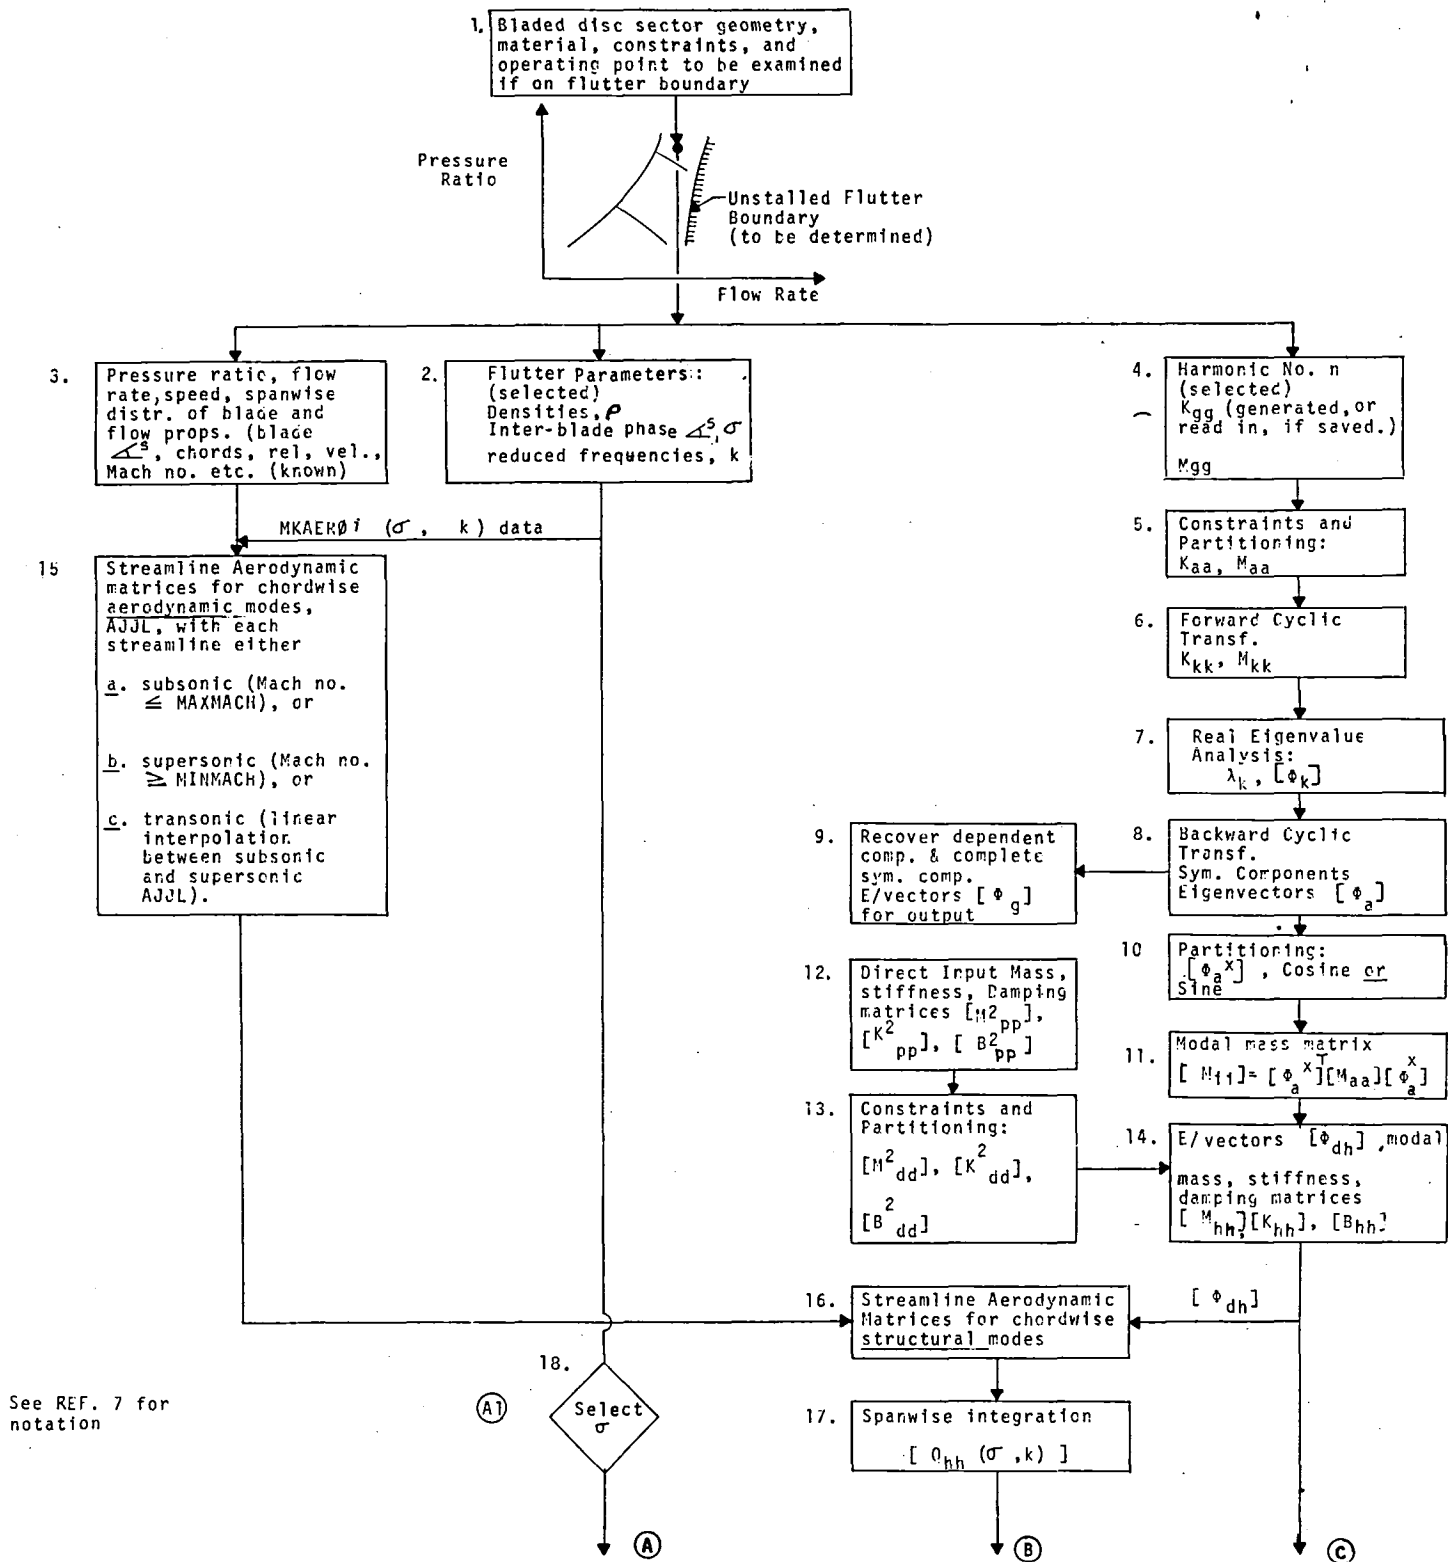 1. Bladed disc sector geometry,
material, constraints, and
operating point to be examined
if on flutter boundary
Pressure
Ratio
Unstalled Flutter
Boundary
(to be determined)
Flow Rate
3. Pressure ratio, flow
rate, speed, spanwise
distr. of blade and
flow props. (blade
∠s, chords, rel, vel.,
Mach no. etc. (known)
2. Flutter Parameters:
(selected)
Densities, ρ
Inter-blade phase ∠s, σ
reduced frequencies, k
4. Harmonic No. n
(selected)
Kgg (generated, or
read in, if saved.)
Mgg
MKAERØi (σ, k) data
5. Constraints and
Partitioning:
Kaa, Maa
15 Streamline Aerodynamic
matrices for chordwise
aerodynamic modes,
AJJL, with each
streamline either
a. subsonic (Mach no.
≤ MAXMACH), or
b. supersonic (Mach no.
≥ MINMACH), or
c. transonic (linear
interpolation
between subsonic
and supersonic
AJJL).
6. Forward Cyclic
Transf.
Kkk, Mkk
7. Real Eigenvalue
Analysis:
λk, [Φk]
8. Backward Cyclic
Transf.
Sym. Components
Eigenvectors [Φa]
9. Recover dependent
comp. & complete
sym. comp.
E/vectors [Φg]
for output
10 Partitioning:
[Φa^x], Cosine or
Sine
12. Direct Input Mass,
stiffness, Damping
matrices [M²pp],
[K²pp], [B²pp]
11. Modal mass matrix
[Mii]=[Φa^x]^T[Maa][Φa^x]
13. Constraints and
Partitioning:
[M²dd], [K²dd],
[B²dd]
14. E/vectors [Φdh], modal
mass, stiffness,
damping matrices
[Mhh], [Khh], [Bhh]
16. Streamline Aerodynamic
Matrices for chordwise
structural modes
[Φdh]
18.
Select
σ
A1
See REF. 7 for
notation
17. Spanwise integration
[Qhh (σ,k)]
A
B
C